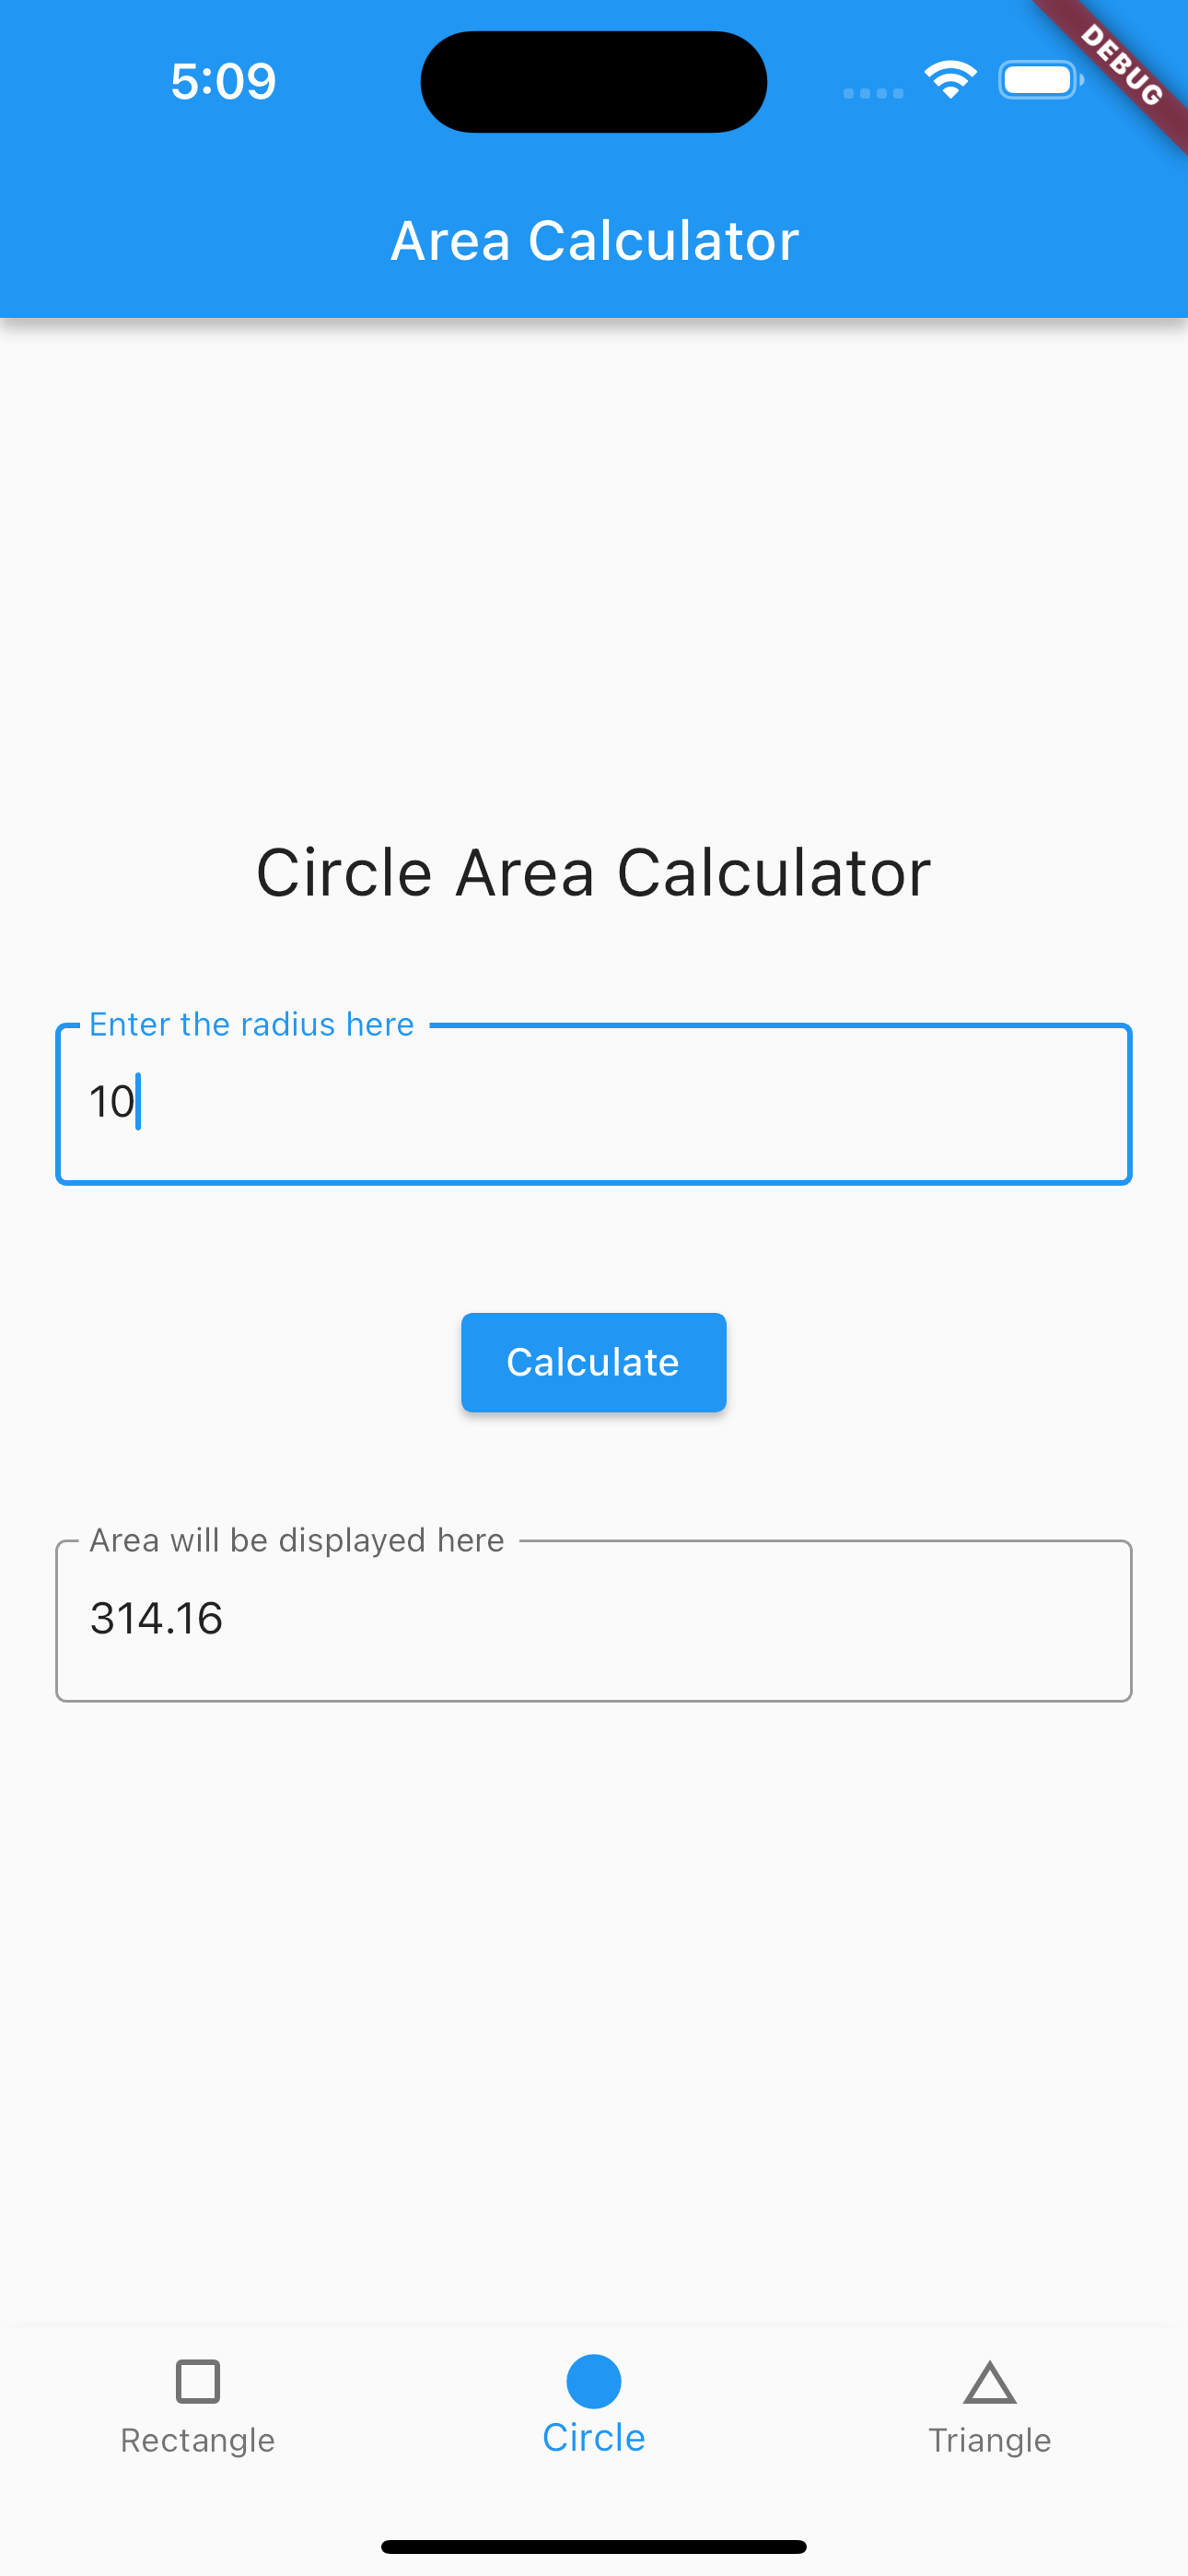 5:09
DEBUG
Area Calculator
Circle Area Calculator
Enter the radius here
10
Calculate
Area will be displayed here
314.16
Rectangle
Circle
Triangle